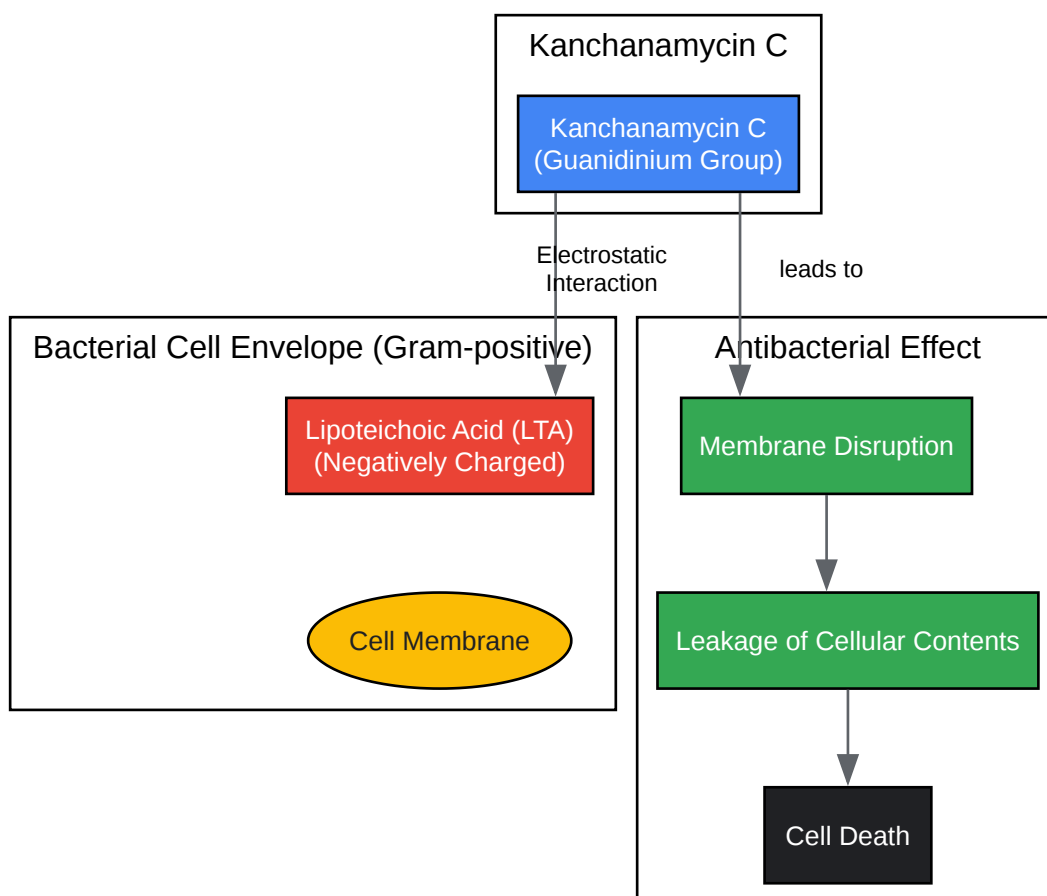 Kanchanamycin C
Kanchanamycin C
(Guanidinium Group)
Electrostatic
Interaction
leads to
Bacterial Cell Envelope (Gram-positive)
Lipoteichoic Acid (LTA)
(Negatively Charged)
Cell Membrane
Antibacterial Effect
Membrane Disruption
Leakage of Cellular Contents
Cell Death